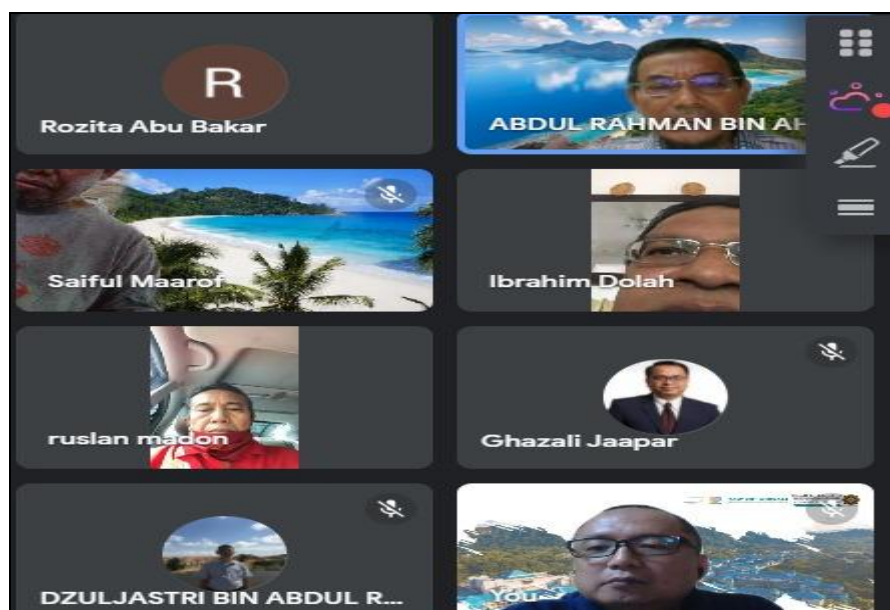 R
Rozita Abu Bakar
ABDUL RAHMAN BIN AH
Saiful Maarof
Ibrahim Dolah
ruslan madon
Ghazali Jaapar
DZULJASTRI BIN ABDUL R...
You